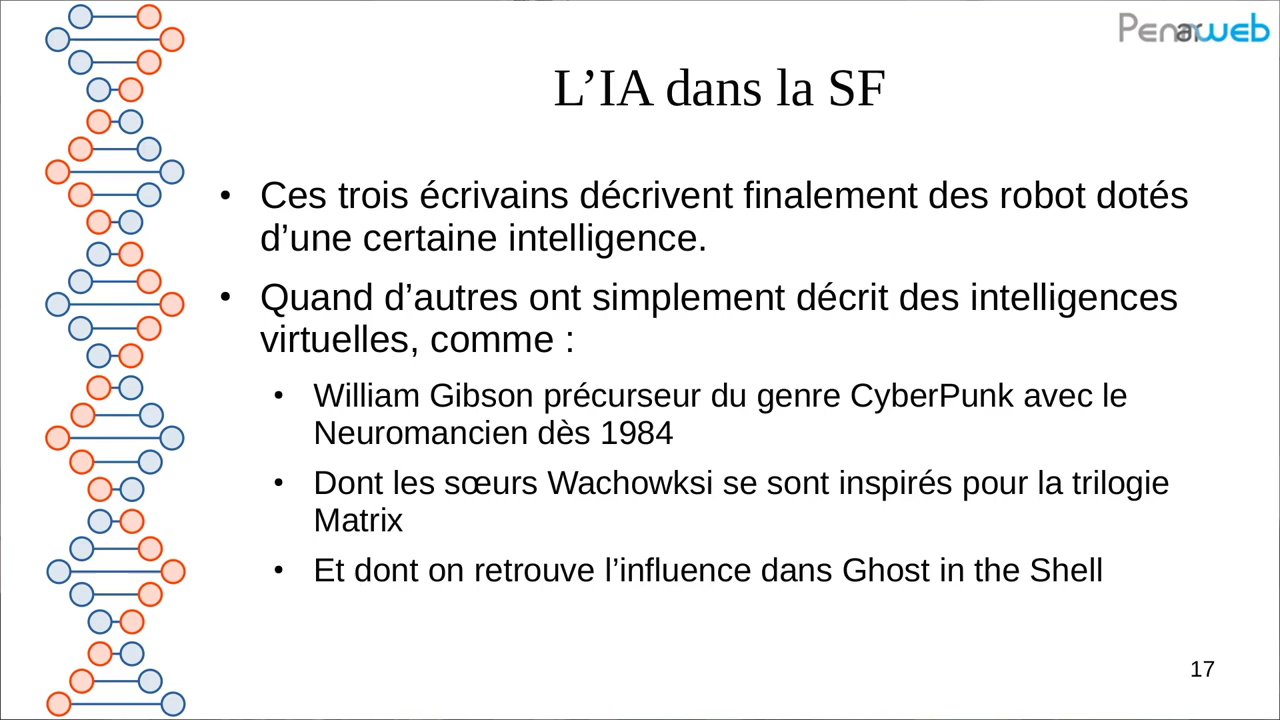 Penarweb
L’IA dans la SF
• Ces trois écrivains décrivent finalement des robot dotés
d’une certaine intelligence.
• Quand d’autres ont simplement décrit des intelligences
virtuelles, comme :
• William Gibson précurseur du genre CyberPunk avec le
Neuromancien dès 1984
• Dont les sœurs Wachowksi se sont inspirés pour la trilogie
Matrix
• Et dont on retrouve l’influence dans Ghost in the Shell
17